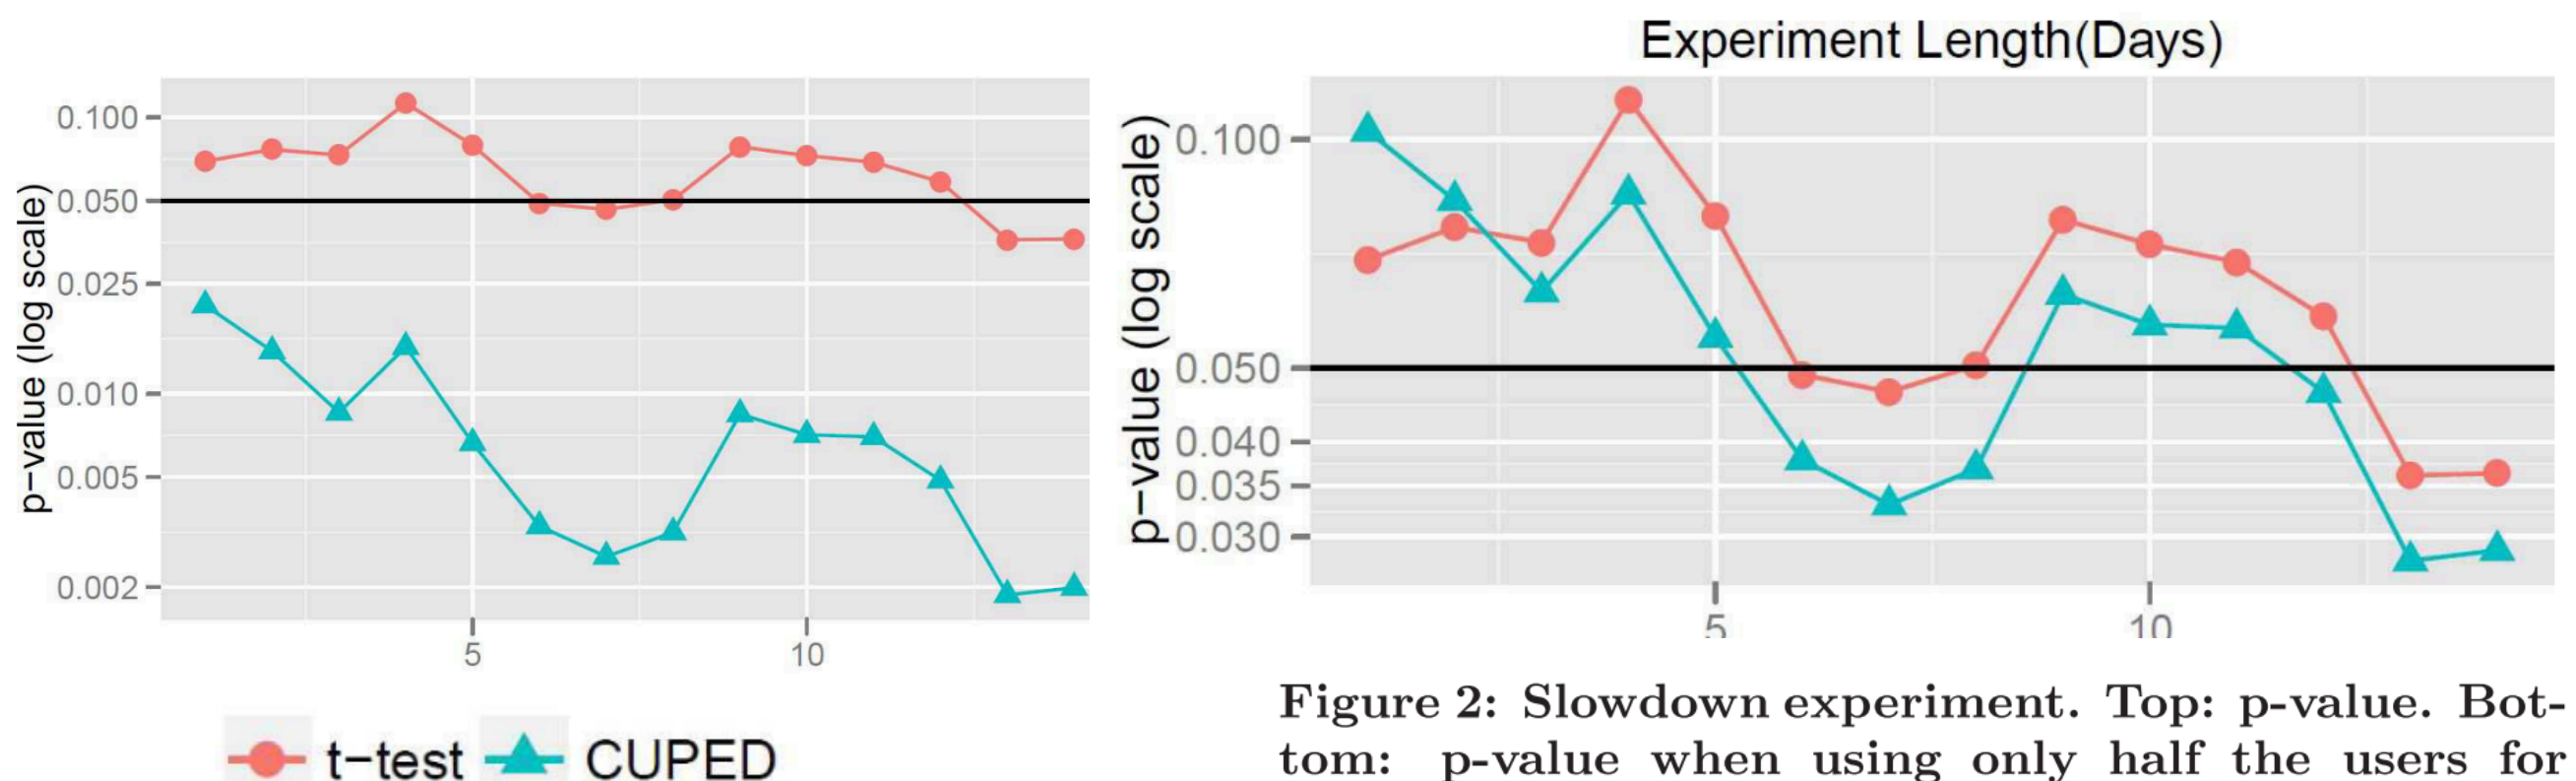 p-value (log scale)
0.100
0.050
0.025
0.010
0.005
0.002
5
10
t-test
CUPED
Experiment Length(Days)
p-value (log scale)
0.100
0.050
0.040
0.035
0.030
5
10
Figure 2: Slowdown experiment. Top: p-value. Bot-
tom: p-value when using only half the users for